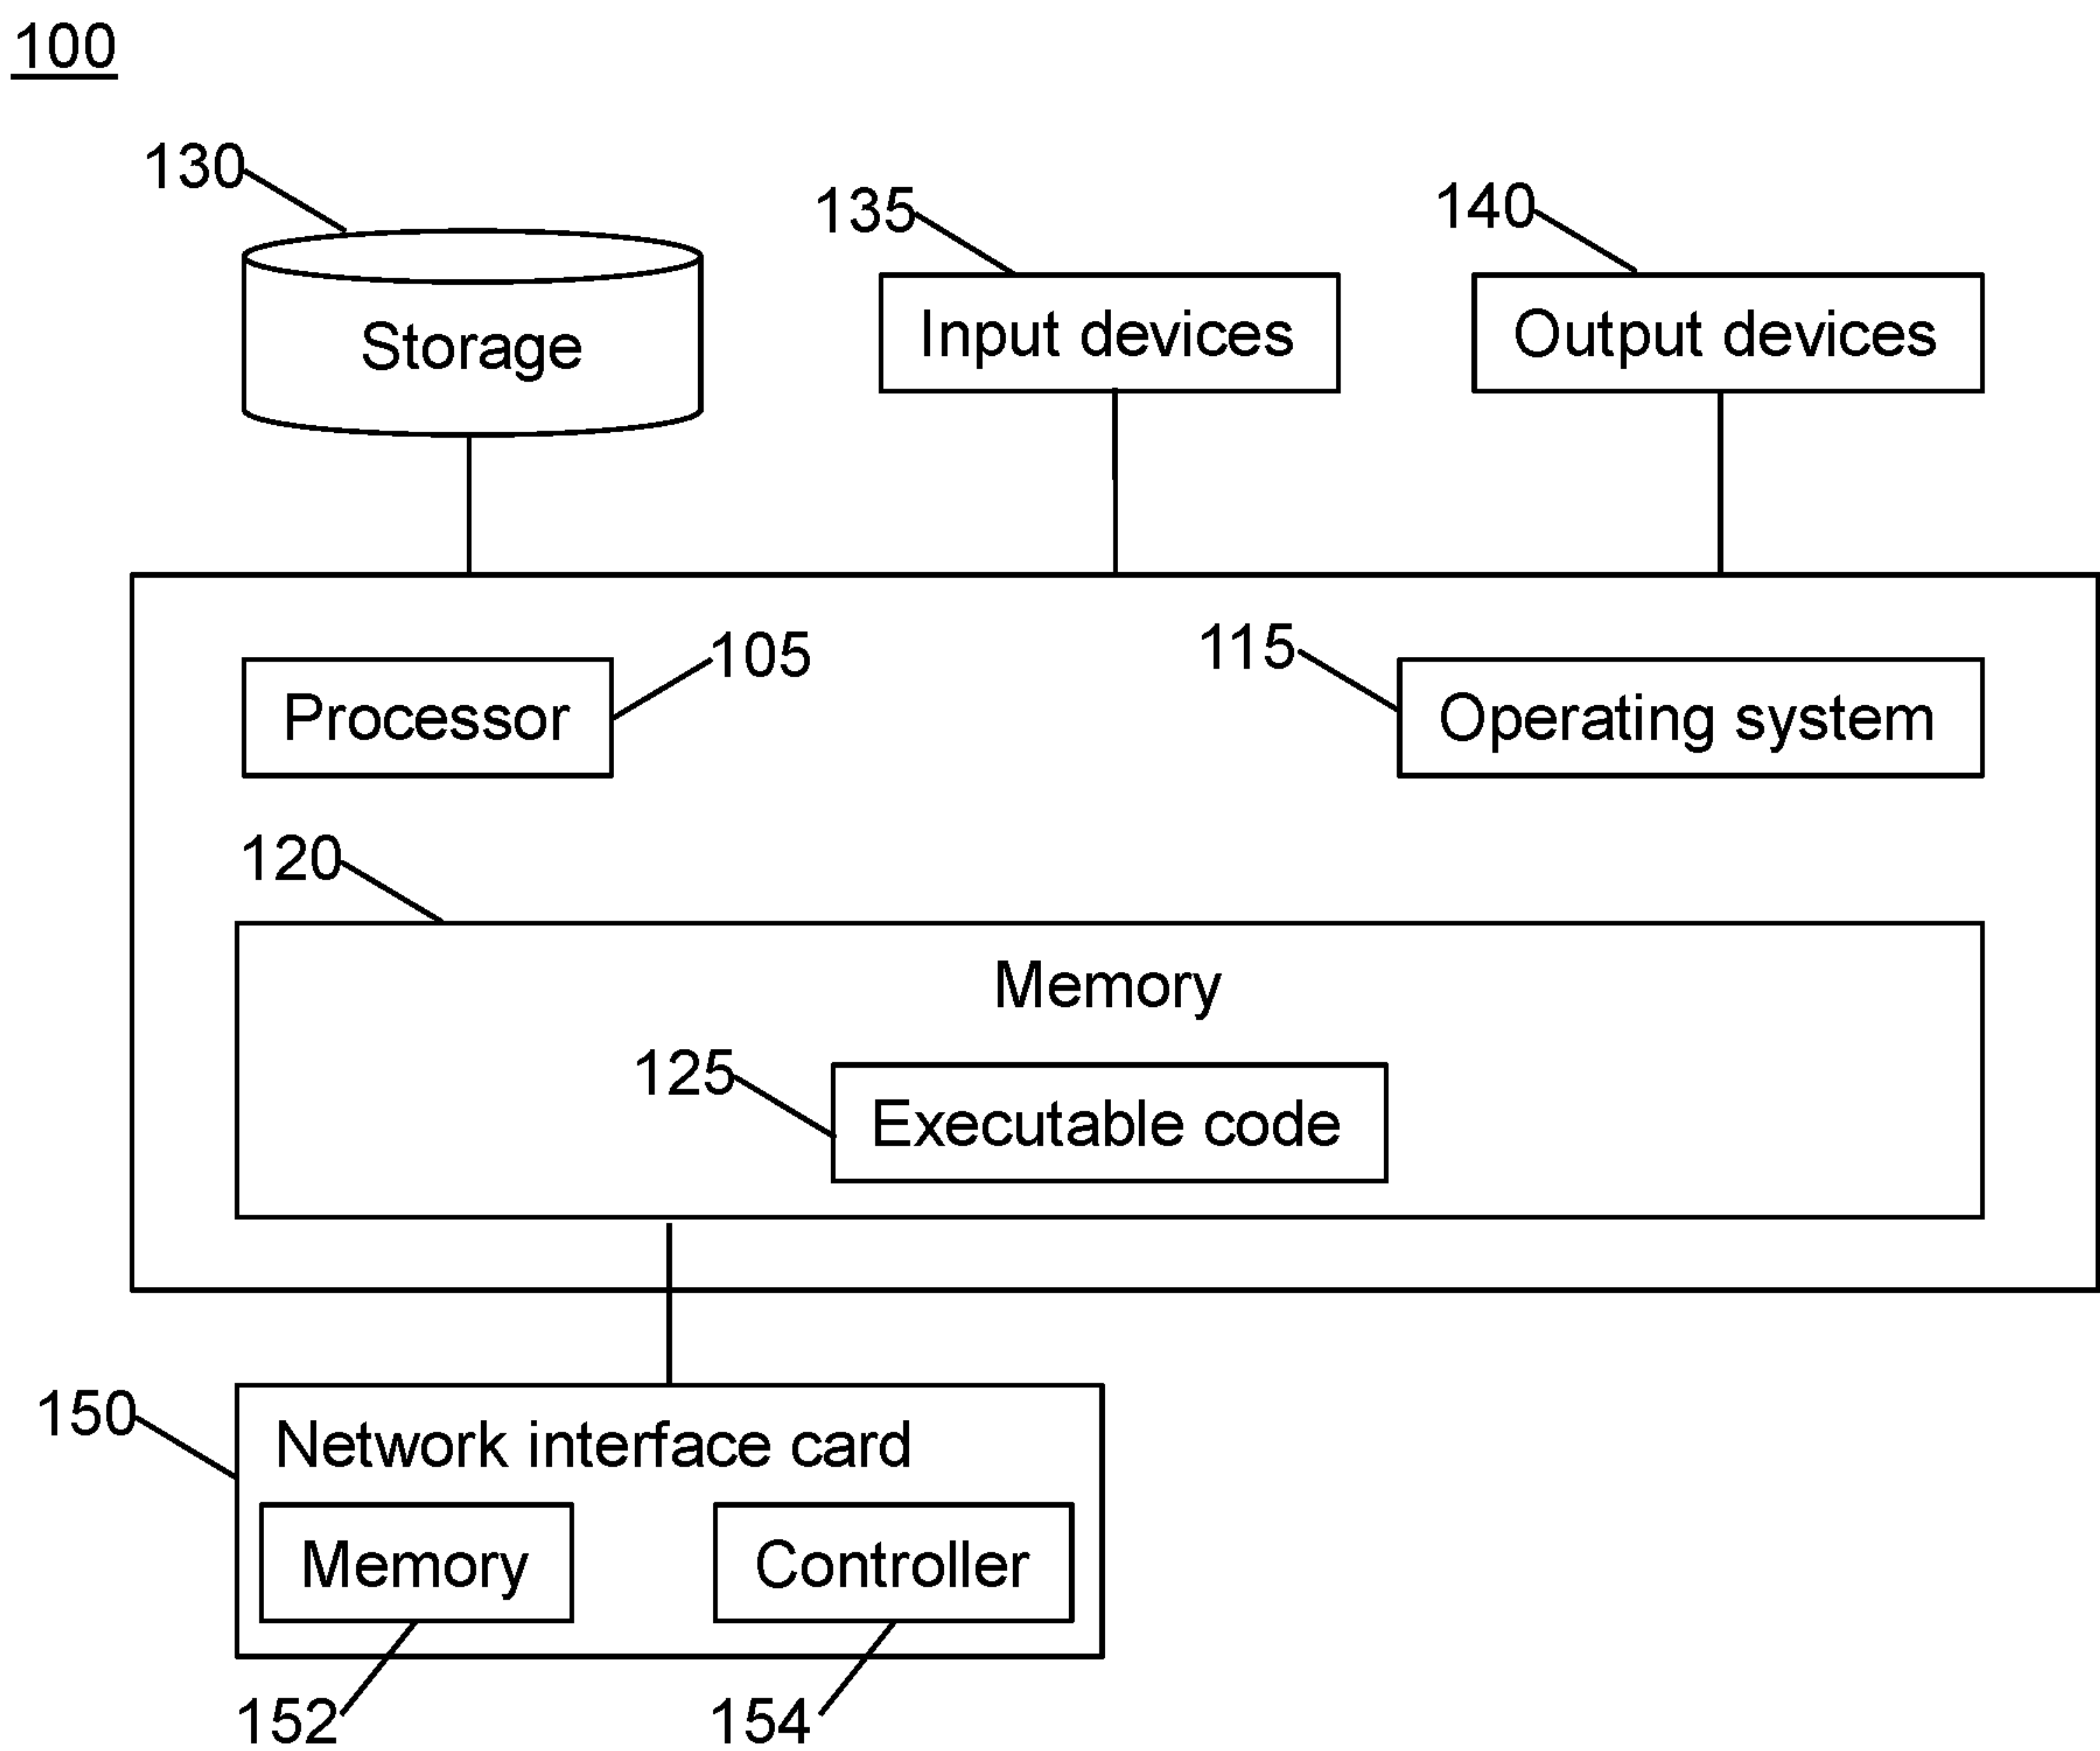 100
130
135
140
Storage
Input devices
Output devices
105
115
Processor
Operating system
120
Memory
125
Executable code
150
Network interface card
Memory
Controller
152
154